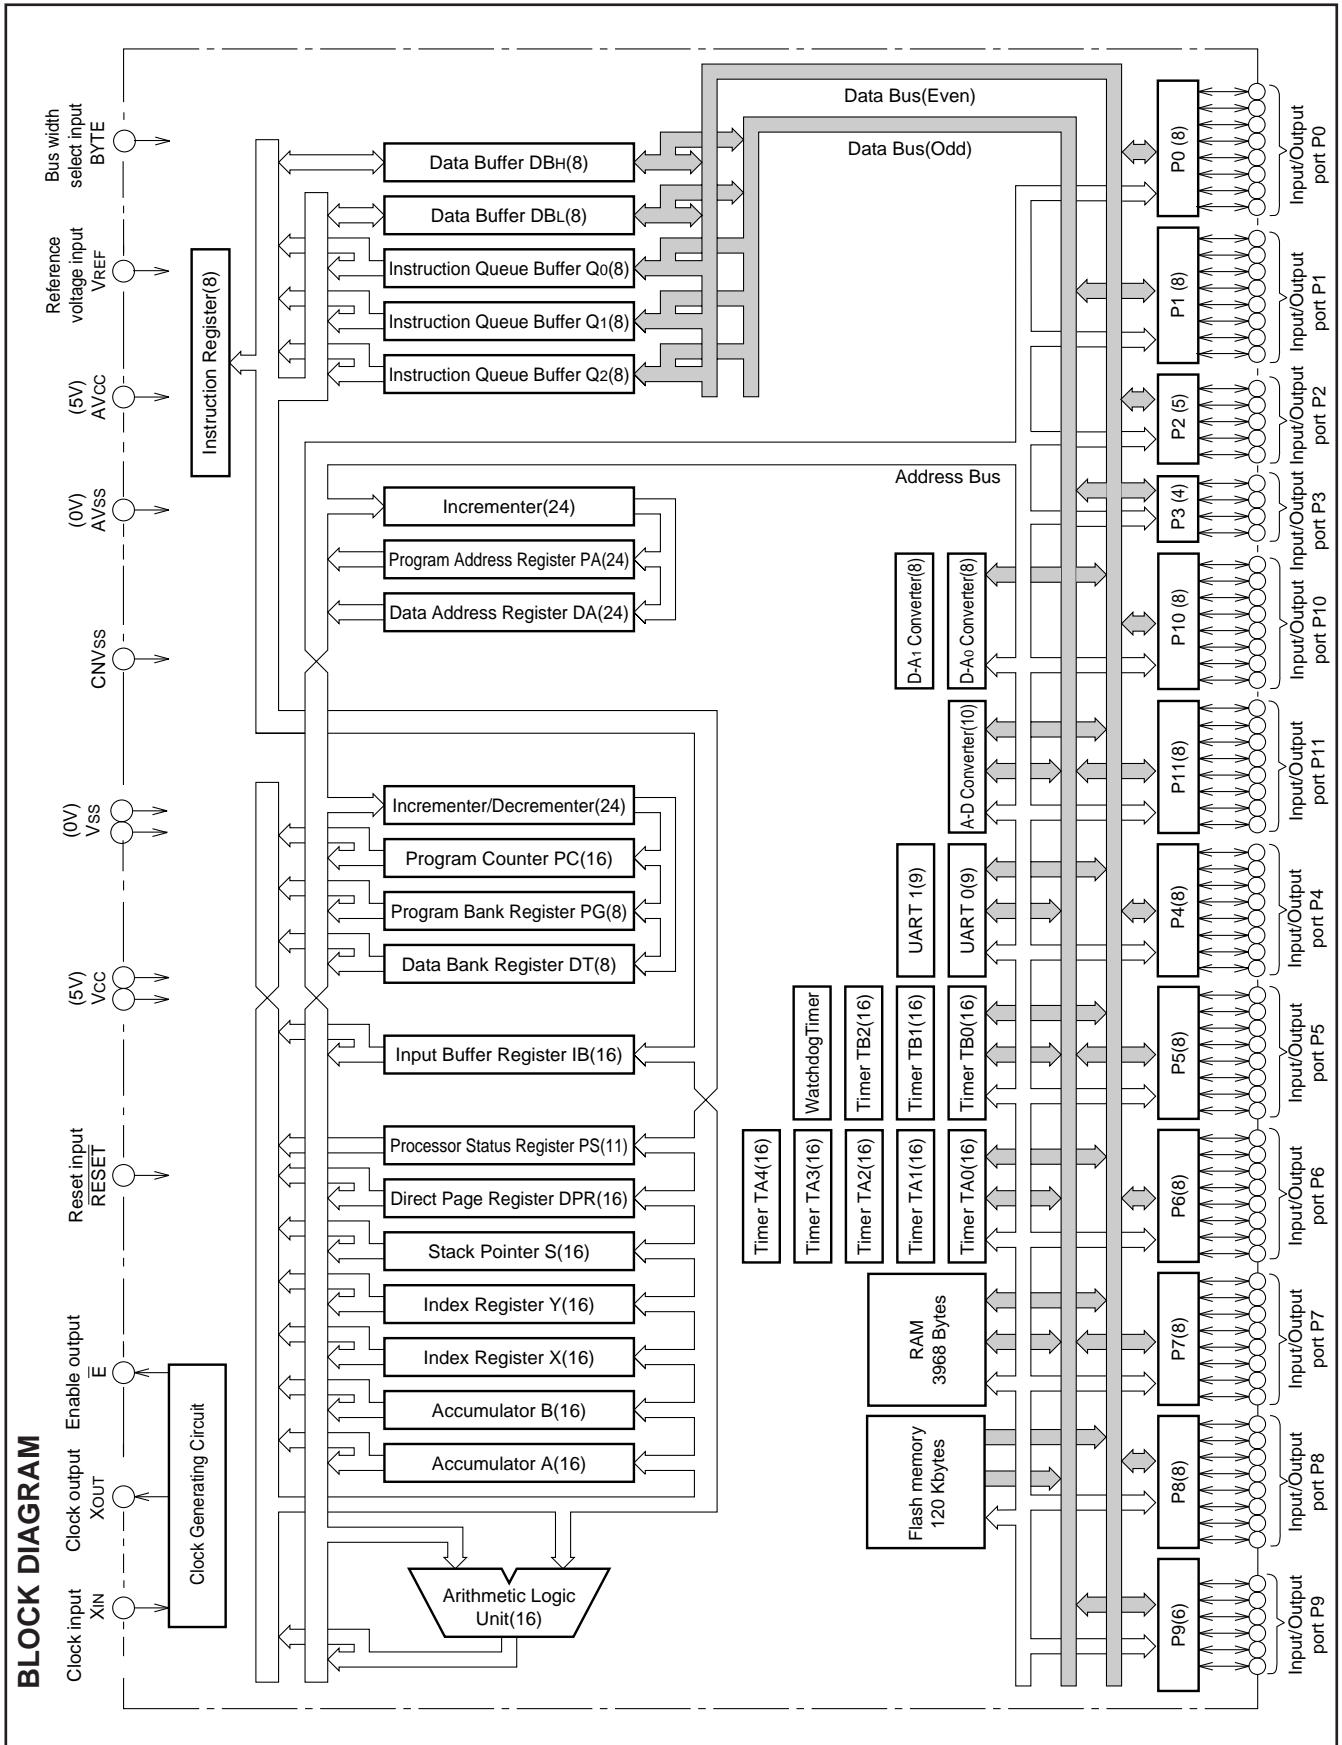 BLOCK DIAGRAM
Bus width
select input
BYTE
Reference
voltage input
VREF
(5V)
AVCC
(0V)
AVSS
CNVSS
(0V)
VSS
(5V)
VCC
Reset input
RESET
Enable output
E
Clock output
XOUT
Clock input
XIN
Clock Generating Circuit
Instruction Register(8)
Data Buffer DBH(8)
Data Buffer DBL(8)
Instruction Queue Buffer Q0(8)
Instruction Queue Buffer Q1(8)
Instruction Queue Buffer Q2(8)
Incrementer(24)
Program Address Register PA(24)
Data Address Register DA(24)
Incrementer/Decrementer(24)
Program Counter PC(16)
Program Bank Register PG(8)
Data Bank Register DT(8)
Input Buffer Register IB(16)
Processor Status Register PS(11)
Direct Page Register DPR(16)
Stack Pointer S(16)
Index Register Y(16)
Index Register X(16)
Accumulator B(16)
Accumulator A(16)
Arithmetic Logic
Unit(16)
Data Bus(Even)
Data Bus(Odd)
Address Bus
D-A1 Converter(8)
D-A0 Converter(8)
A-D Converter(10)
UART 1(9)
UART 0(9)
WatchdogTimer
Timer TB2(16)
Timer TB1(16)
Timer TB0(16)
Timer TA4(16)
Timer TA3(16)
Timer TA2(16)
Timer TA1(16)
Timer TA0(16)
RAM
3968 Bytes
Flash memory
120 Kbytes
P0 (8)
Input/Output
port P0
P1 (8)
Input/Output
port P1
P2 (5)
Input/Output
port P2
P3 (4)
Input/Output
port P3
P10 (8)
Input/Output
port P10
P11(8)
Input/Output
port P11
P4(8)
Input/Output
port P4
P5(8)
Input/Output
port P5
P6(8)
Input/Output
port P6
P7(8)
Input/Output
port P7
P8(8)
Input/Output
port P8
P9(6)
Input/Output
port P9